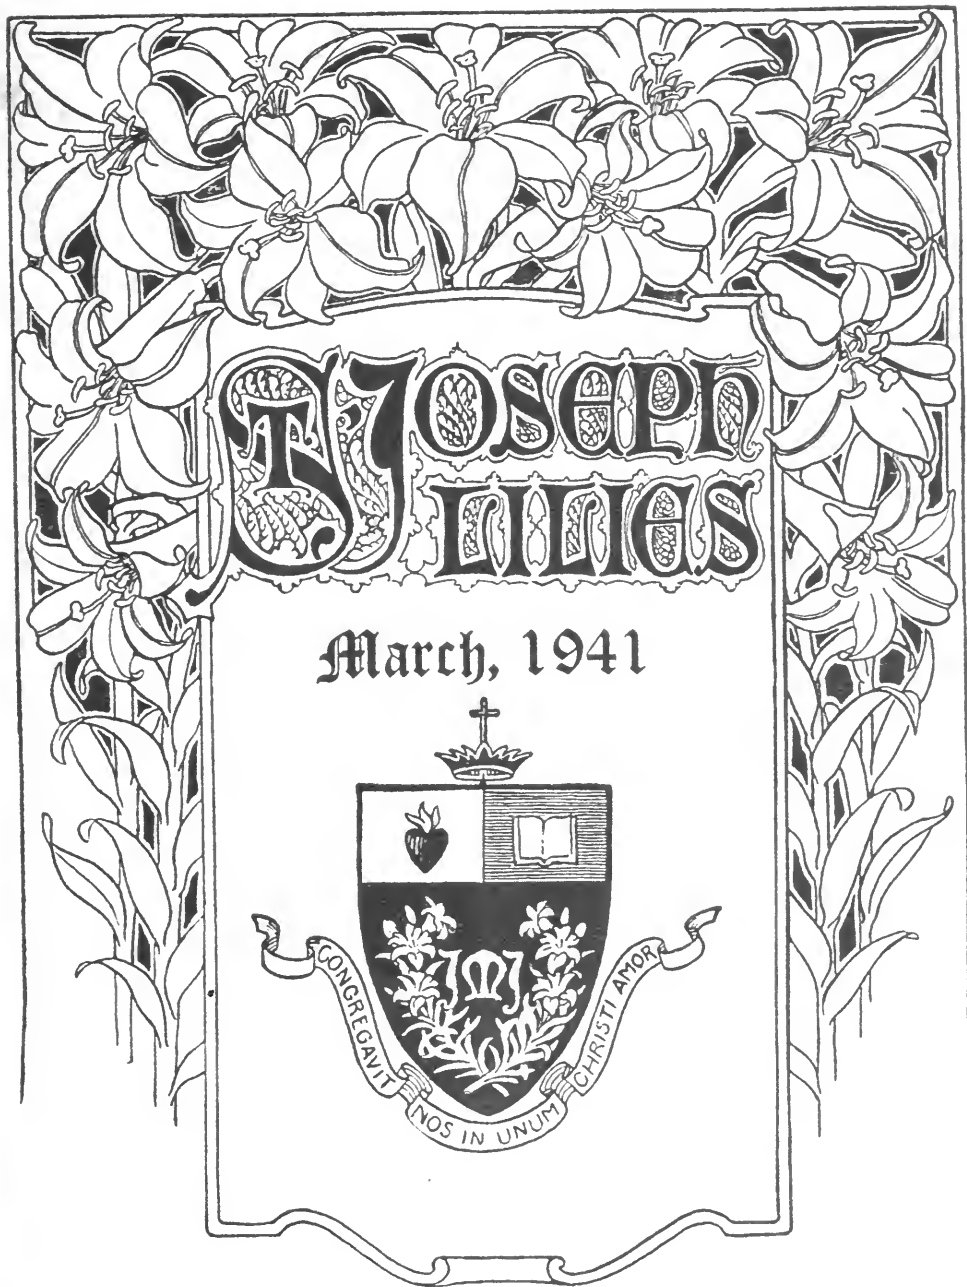 ST JOSEPH
LILIES
March, 1941
JMJ
CONGREGAVIT NOS IN UNUM CHRISTI AMOR